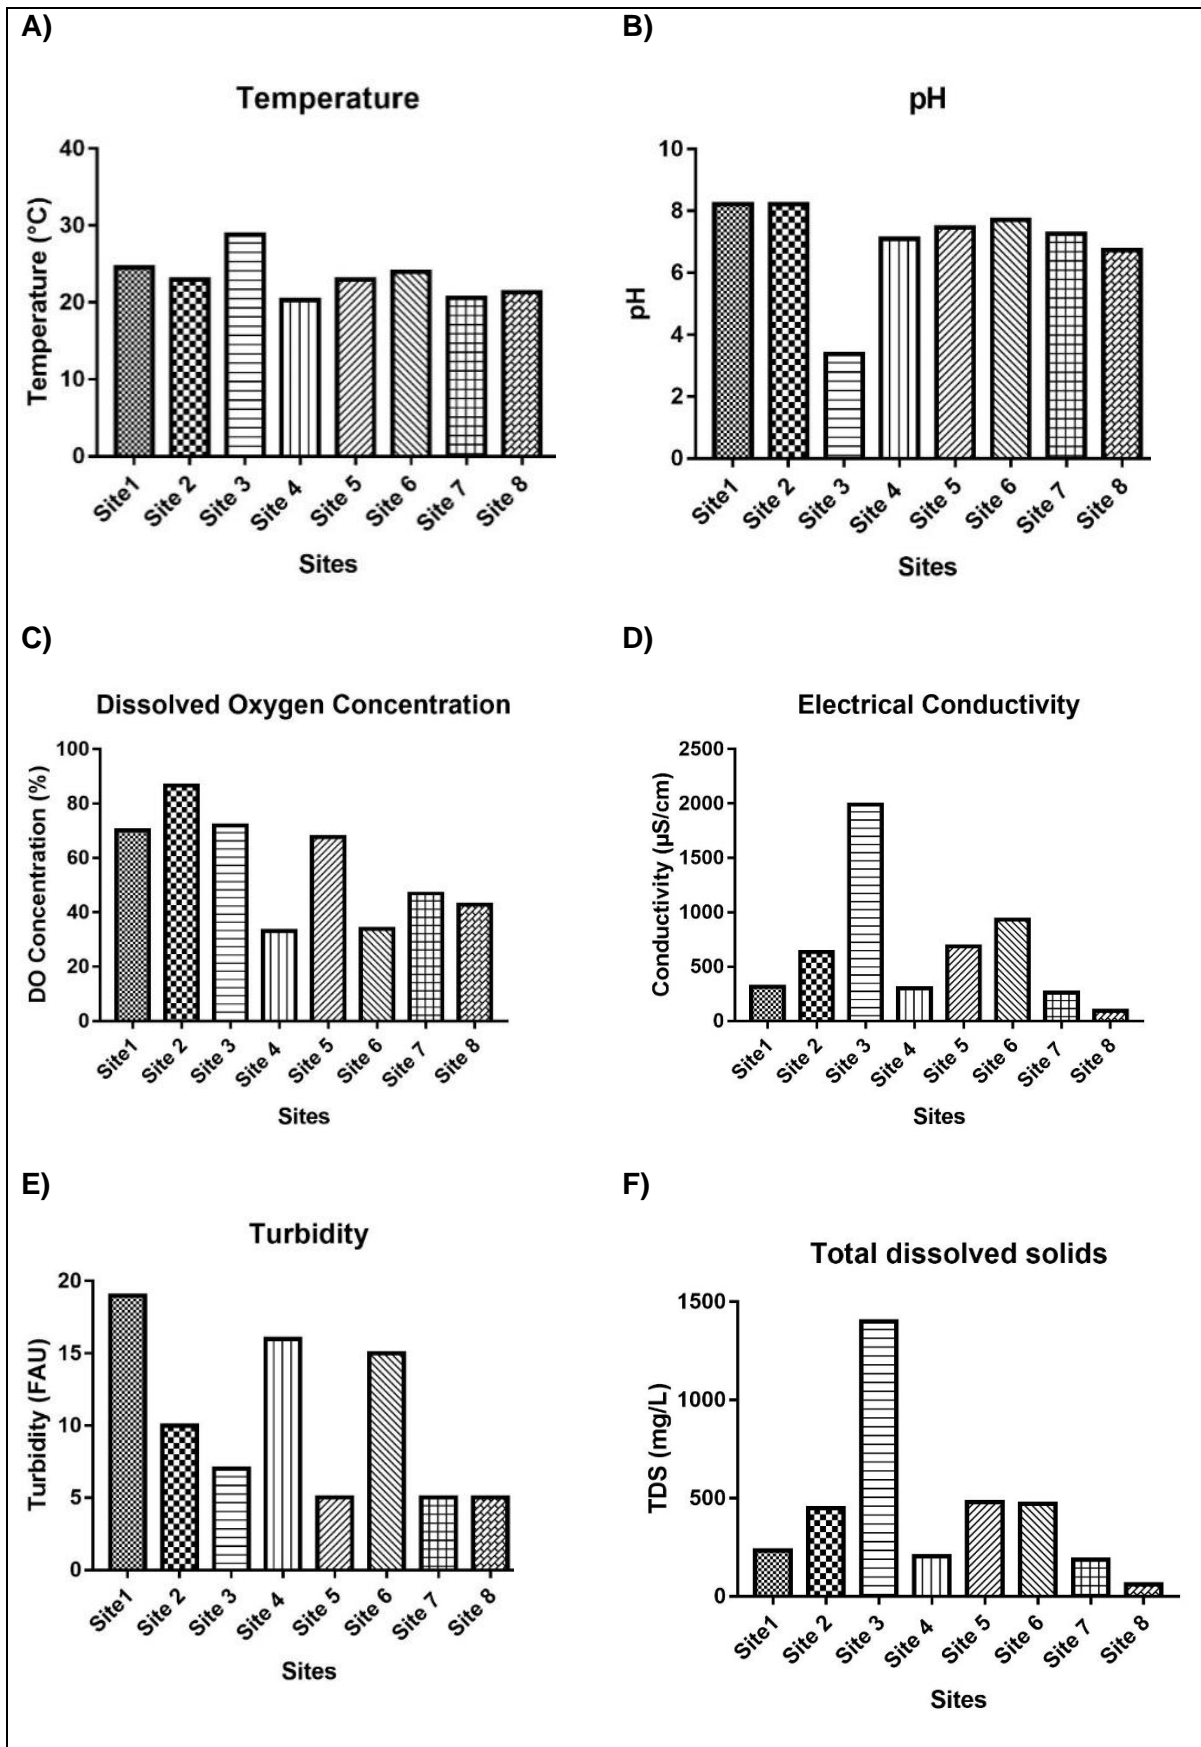 A)
Temperature
Temperature (°C)
40
30
20
10
0
Site1
Site 2
Site 3
Site 4
Site 5
Site 6
Site 7
Site 8
Sites
B)
pH
pH
10
8
6
4
2
0
Site1
Site 2
Site 3
Site 4
Site 5
Site 6
Site 7
Site 8
Sites
C)
Dissolved Oxygen Concentration
DO Concentration (%)
100
80
60
40
20
0
Site1
Site 2
Site 3
Site 4
Site 5
Site 6
Site 7
Site 8
Sites
D)
Electrical Conductivity
Conductivity (µS/cm)
2500
2000
1500
1000
500
0
Site1
Site 2
Site 3
Site 4
Site 5
Site 6
Site 7
Site 8
Sites
E)
Turbidity
Turbidity (FAU)
20
15
10
5
0
Site1
Site 2
Site 3
Site 4
Site 5
Site 6
Site 7
Site 8
Sites
F)
Total dissolved solids
TDS (mg/L)
1500
1000
500
0
Site1
Site 2
Site 3
Site 4
Site 5
Site 6
Site 7
Site 8
Sites